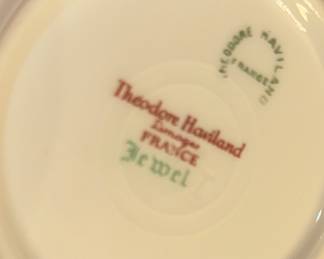 THEODORE HAVILAND
FRANCE
Theodore Haviland
Limoges
FRANCE
Jewel